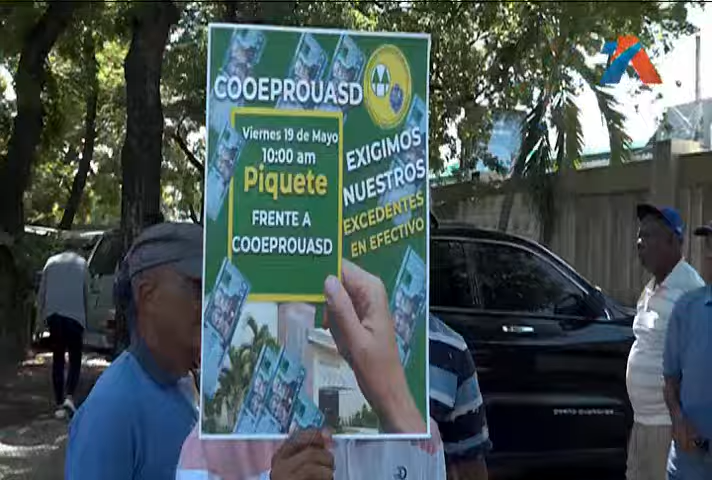 COOEPROUASD
Viernes 19 de Mayo
10:00 am
Piquete
FRENTE A
COOEPROUASD
EXIGIMOS
NUESTROS
EXCEDENTES
EN EFECTIVO